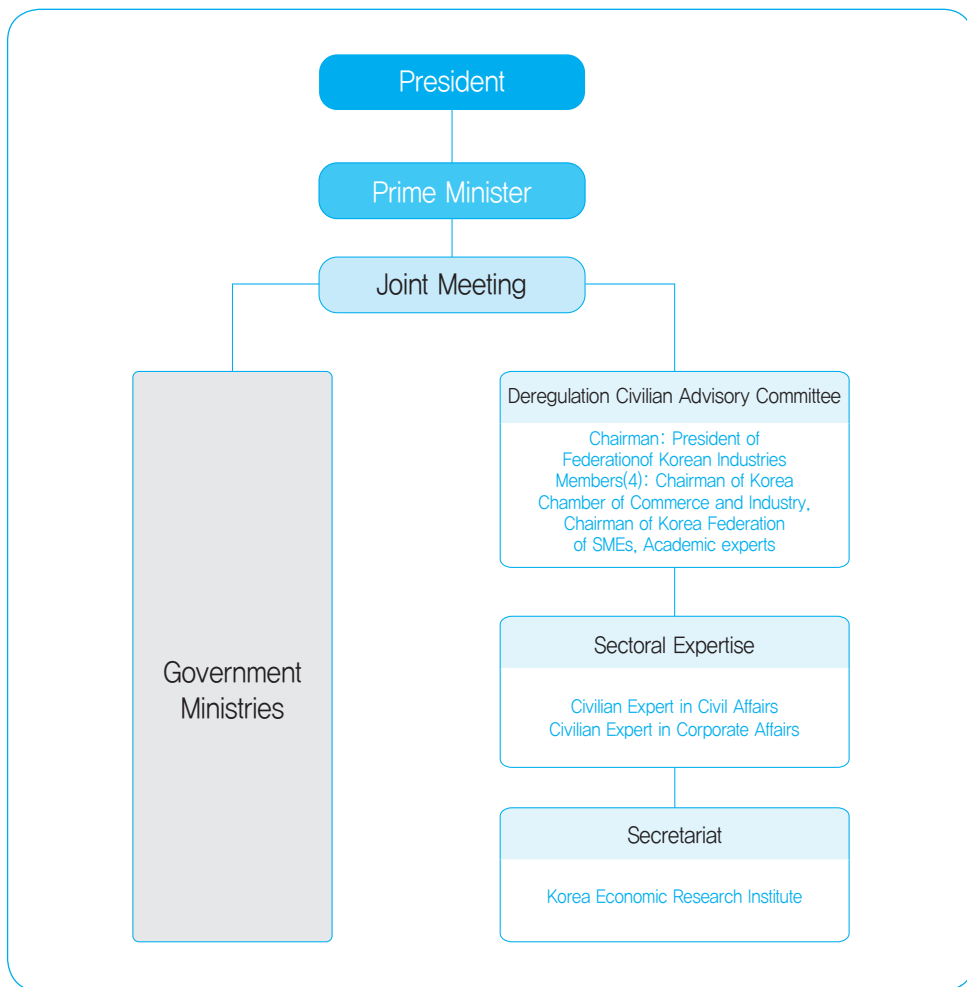 President
Prime Minister
Joint Meeting
Government
Ministries
Deregulation Civilian Advisory Committee
Chairman: President of
Federationof Korean Industries
Members(4): Chairman of Korea
Chamber of Commerce and Industry,
Chairman of Korea Federation
of SMEs, Academic experts
Sectoral Expertise
Civilian Expert in Civil Affairs
Civilian Expert in Corporate Affairs
Secretariat
Korea Economic Research Institute